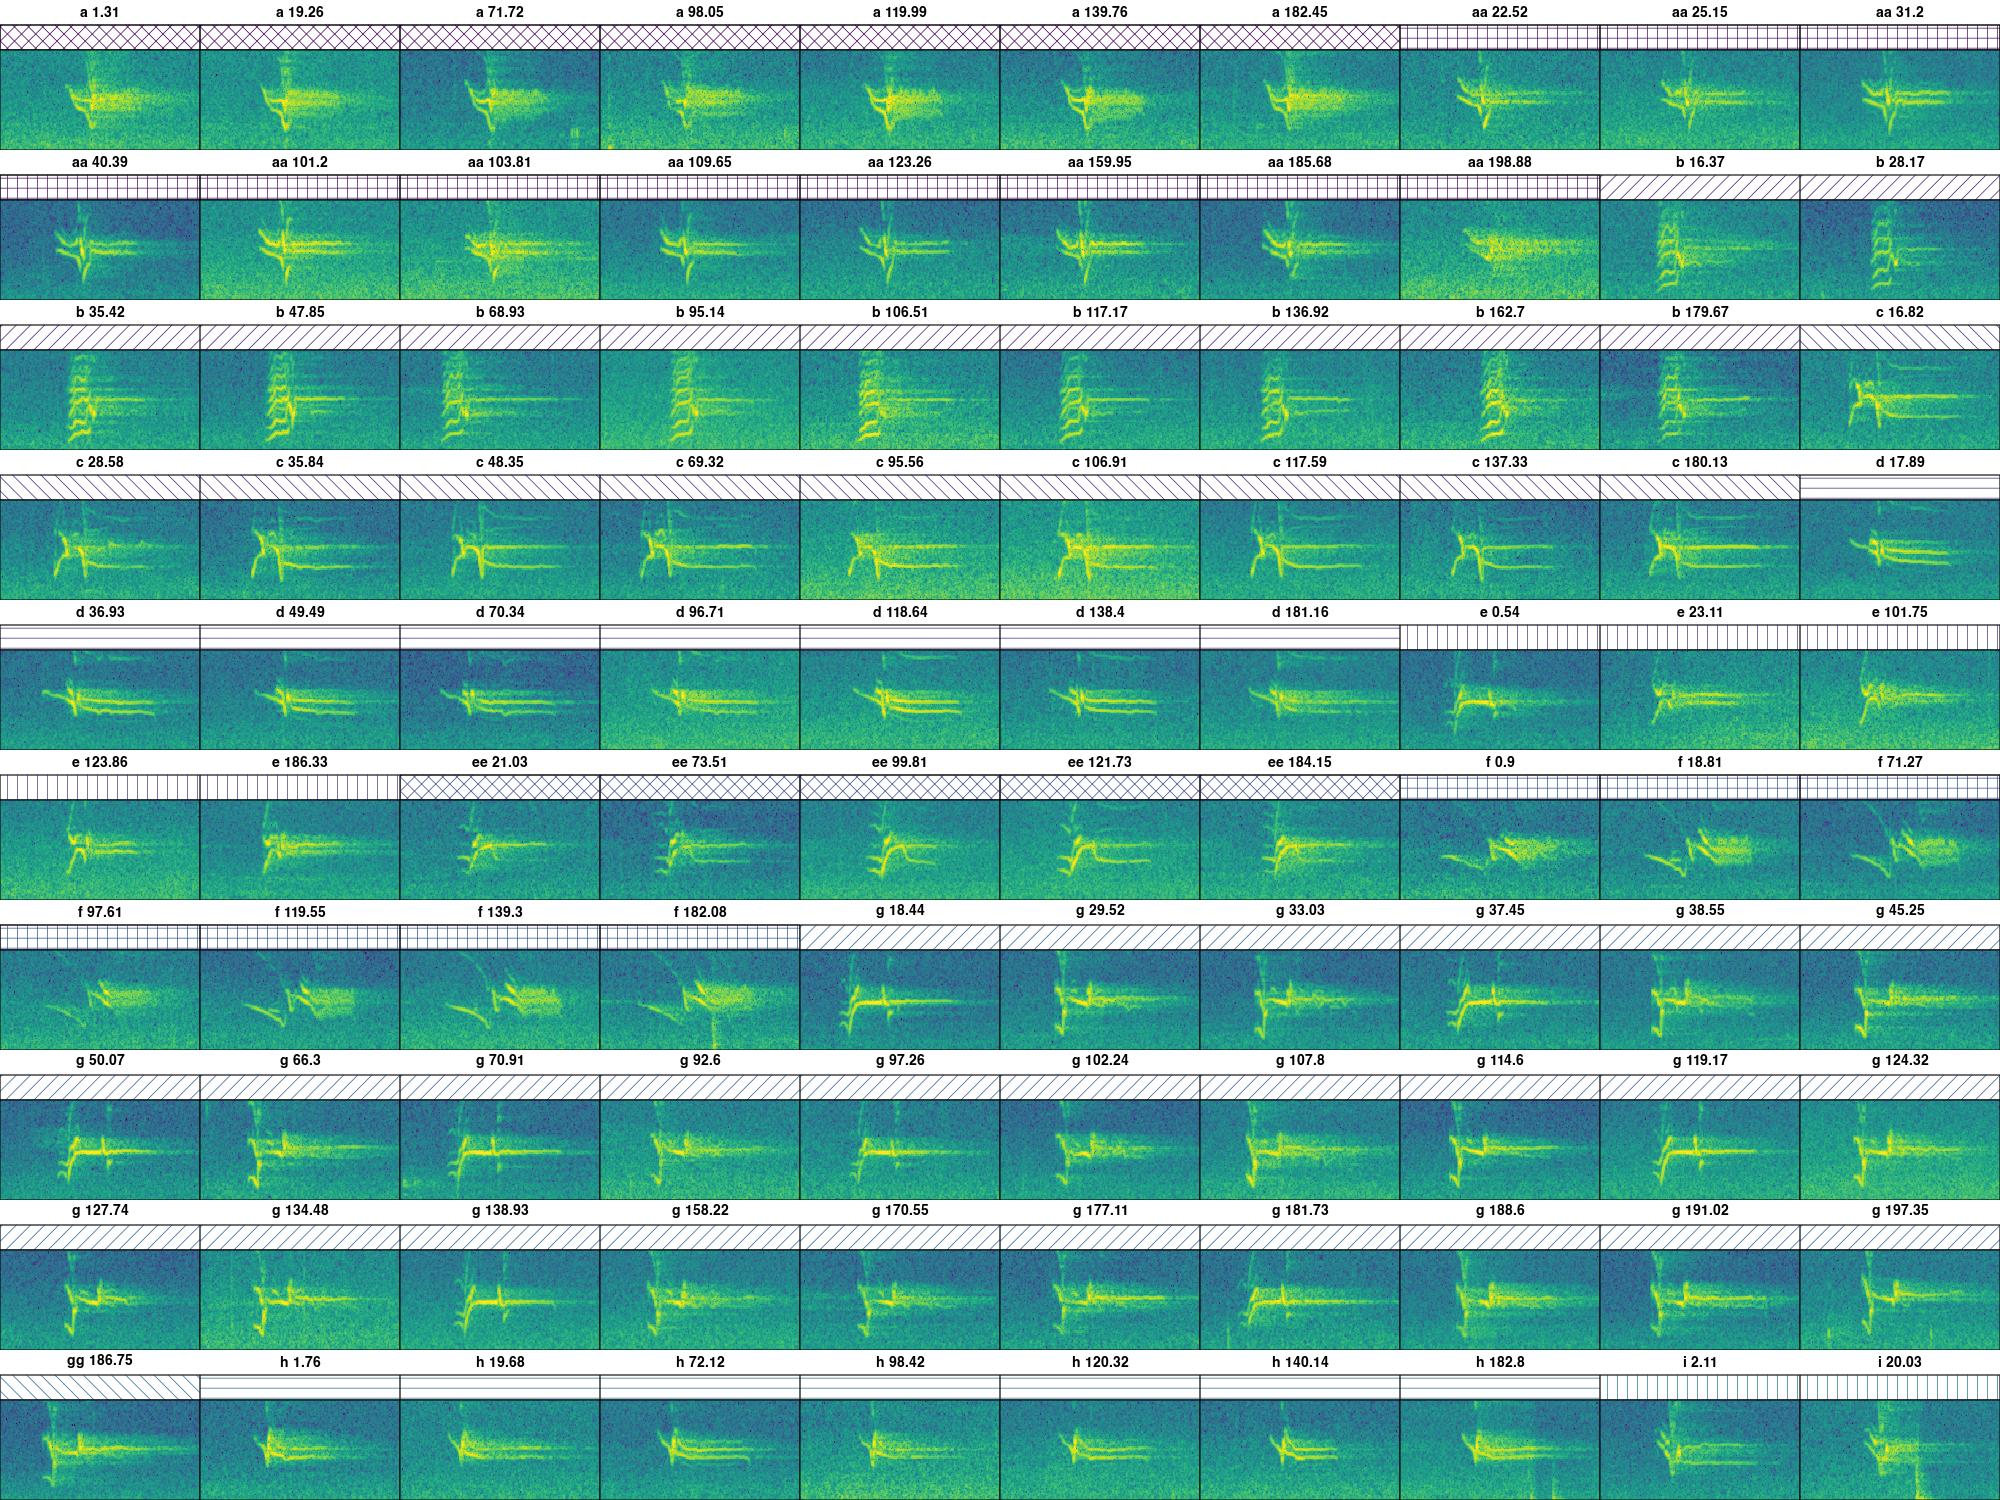 a 1.31 a 19.26 a 71.72 a 98.05 a 119.99 a 139.76 a 182.45 aa 22.52 aa 25.15 aa 31.2
aa 40.39 aa 101.2 aa 103.81 aa 109.65 aa 123.26 aa 159.95 aa 185.68 aa 198.88 b 16.37 b 28.17
b 35.42 b 47.85 b 68.93 b 95.14 b 106.51 b 117.17 b 136.92 b 162.7 b 179.67 c 16.82
c 28.58 c 35.84 c 48.35 c 69.32 c 95.56 c 106.91 c 117.59 c 137.33 c 180.13 d 17.89
d 36.93 d 49.49 d 70.34 d 96.71 d 118.64 d 138.4 d 181.16 e 0.54 e 23.11 e 101.75
e 123.86 e 186.33 ee 21.03 ee 73.51 ee 99.81 ee 121.73 ee 184.15 f 0.9 f 18.81 f 71.27
f 97.61 f 119.55 f 139.3 f 182.08 g 18.44 g 29.52 g 33.03 g 37.45 g 38.55 g 45.25
g 50.07 g 66.3 g 70.91 g 92.6 g 97.26 g 102.24 g 107.8 g 114.6 g 119.17 g 124.32
g 127.74 g 134.48 g 138.93 g 158.22 g 170.55 g 177.11 g 181.73 g 188.6 g 191.02 g 197.35
gg 186.75 h 1.76 h 19.68 h 72.12 h 98.42 h 120.32 h 140.14 h 182.8 i 2.11 i 20.03